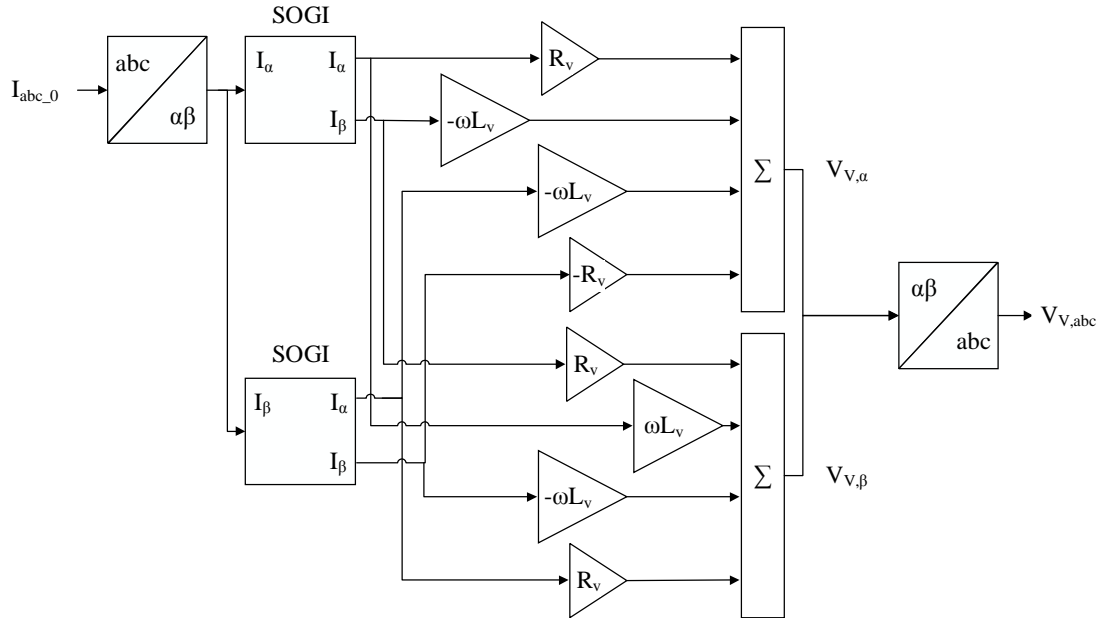 SOGI
abc
αβ
I_abc_0
I_α
I_α
I_β
R_v
-ωL_v
-ωL_v
-R_v
∑
V_V,α
αβ
abc
V_V,abc
SOGI
I_β
I_α
I_β
R_v
ωL_v
-ωL_v
R_v
∑
V_V,β